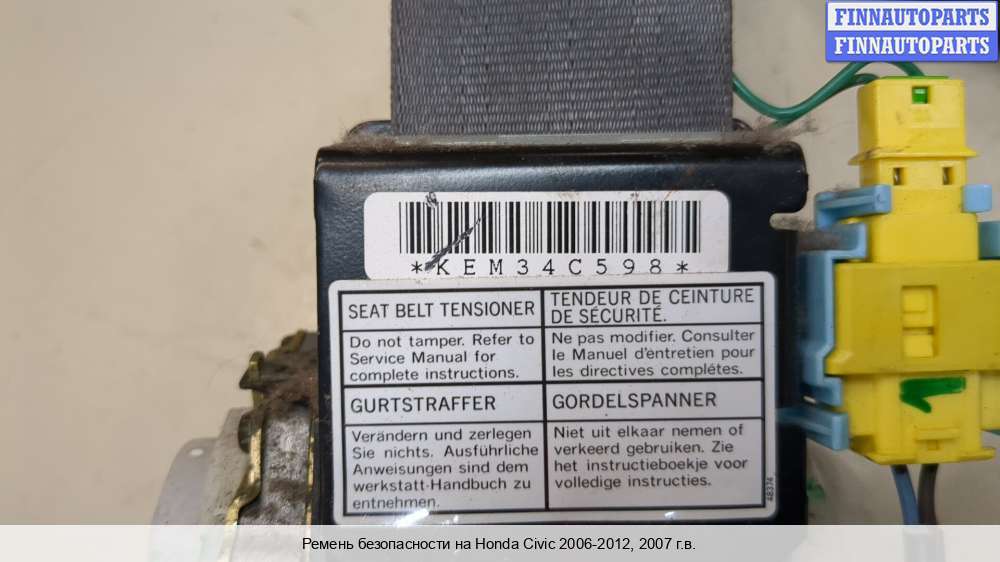 FINNAUTOPARTS
FINNAUTOPARTS
*KEM34C598*
SEAT BELT TENSIONER
Do not tamper. Refer to
Service Manual for
complete instructions.
TENDEUR DE CEINTURE
DE SÉCURITÉ.
Ne pas modifier. Consulter
le Manuel d'entretien pour
les directives complétes.
GURTSTRAFFER
Verändern und zerlegen
Sie nichts. Ausführliche
Anweisungen sind dem
werkstatt-Handbuch zu
entnehmen.
GORDELSPANNER
Niet uit elkaar nemen of
verkeerd gebruiken. Zie
het instructieboekje voor
volledige instructies.
48374
1
Ремень безопасности на Honda Civic 2006-2012, 2007 г.в.